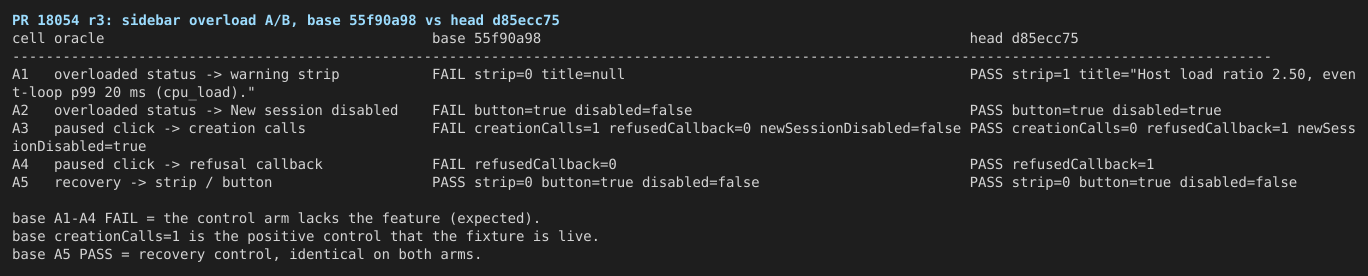 PR 18054 r3: sidebar overload A/B, base 55f90a98 vs head d85ecc75
cell oracle base 55f90a98 head d85ecc75
A1 overloaded status -> warning strip FAIL strip=0 title=null PASS strip=1 title="Host load ratio 2.50, even
t-loop p99 20 ms (cpu_load)."
A2 overloaded status -> New session disabled FAIL button=true disabled=false PASS button=true disabled=true
A3 paused click -> creation calls FAIL creationCalls=1 refusedCallback=0 newSessionDisabled=false PASS creationCalls=0 refusedCallback=1 newSess
ionDisabled=true
A4 paused click -> refusal callback FAIL refusedCallback=0 PASS refusedCallback=1
A5 recovery -> strip / button PASS strip=0 button=true disabled=false PASS strip=0 button=true disabled=false
base A1-A4 FAIL = the control arm lacks the feature (expected).
base creationCalls=1 is the positive control that the fixture is live.
base A5 PASS = recovery control, identical on both arms.